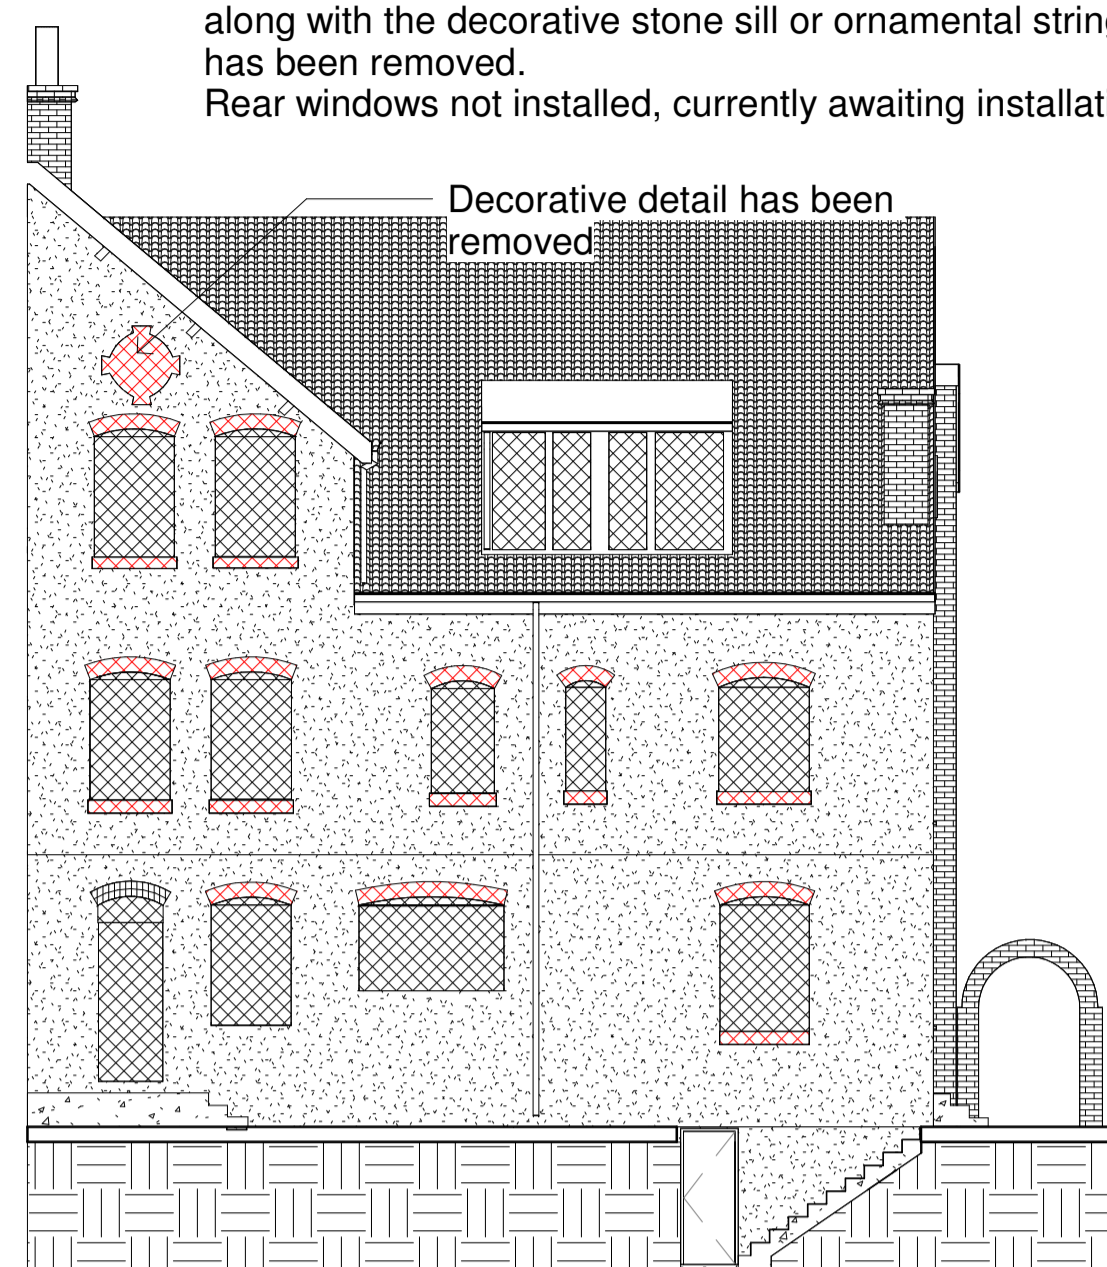 along with the decorative stone sill or ornamental string
has been removed.
Rear windows not installed, currently awaiting
Decorative detail has been
removed